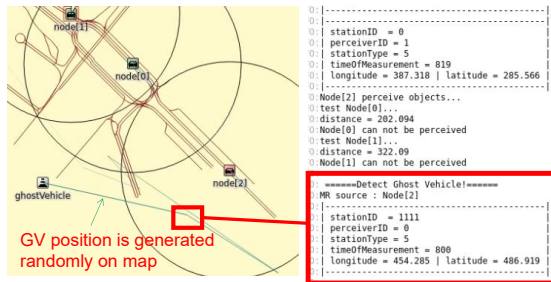 node[1]
node[0]
node[2]
ghostVehicle
GV position is generated
randomly on map
0:|----------------------------------------|
0:|----------------------------------------|
0:| stationID  = 0 |
0:| perceiverID = 1 |
0:| stationType = 5 |
0:| timeOfMeasurement = 819 |
0:| longitude = 387.318 | latitude = 285.566 |
0:|----------------------------------------|
0:Node[2] perceive objects...
0:test Node[0]...
0:distance = 202.094
0:Node[0] can not be perceived
0:test Node[1]...
0:distance = 322.09
0:Node[1] can not be perceived
0: ======Detect Ghost Vehicle!======
0:MR source : Node[2]
0:|----------------------------------------|
0:| stationID  = 1111 |
0:| perceiverID = 0 |
0:| stationType = 5 |
0:| timeOfMeasurement = 800 |
0:| longitude = 454.285 | latitude = 486.919 |
0:|----------------------------------------|